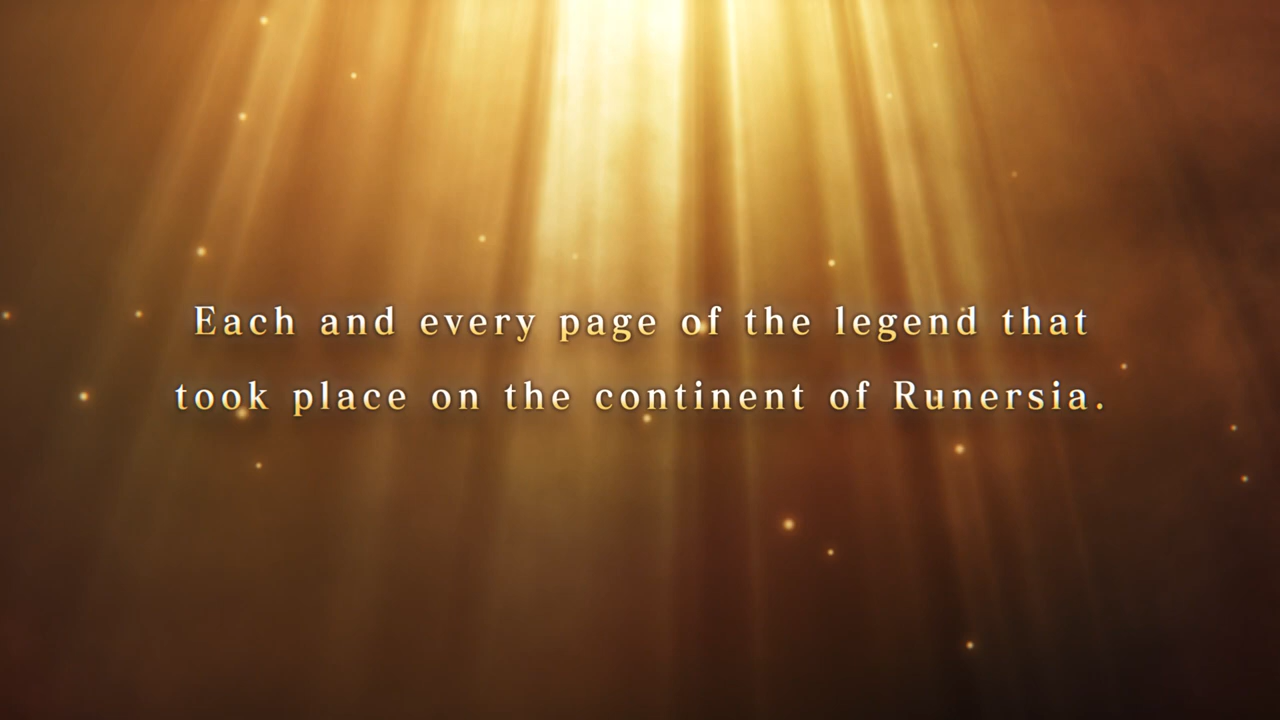 Each and every page of the legend that
took place on the continent of Runersia.